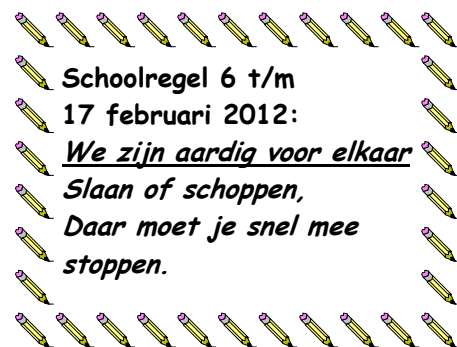 Schoolregel 6 t/m
17 februari 2012:
We zijn aardig voor elkaar
Slaan of schoppen,
Daar moet je snel mee
stoppen.